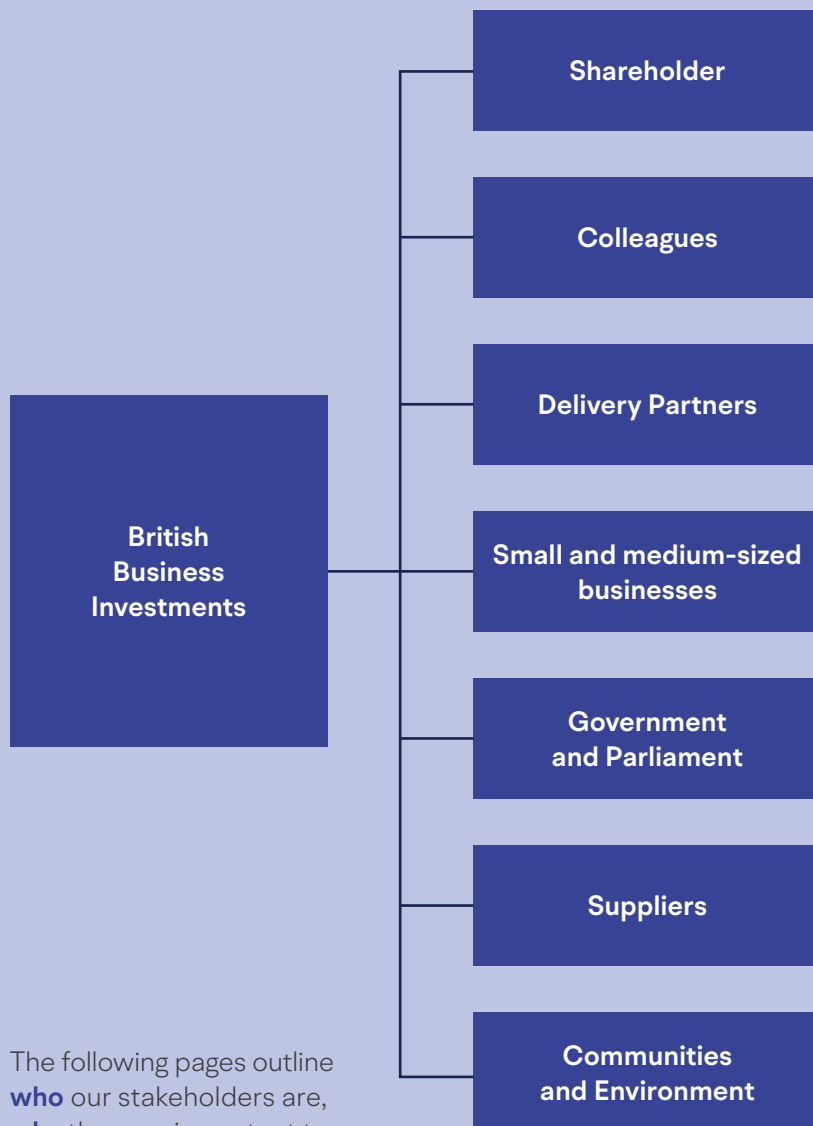 Shareholder
Colleagues
Delivery Partners
British
Business
Investments
Small and medium-sized
businesses
Government
and Parliament
Suppliers
Communities
and Environment
The following pages outline
who our stakeholders are,